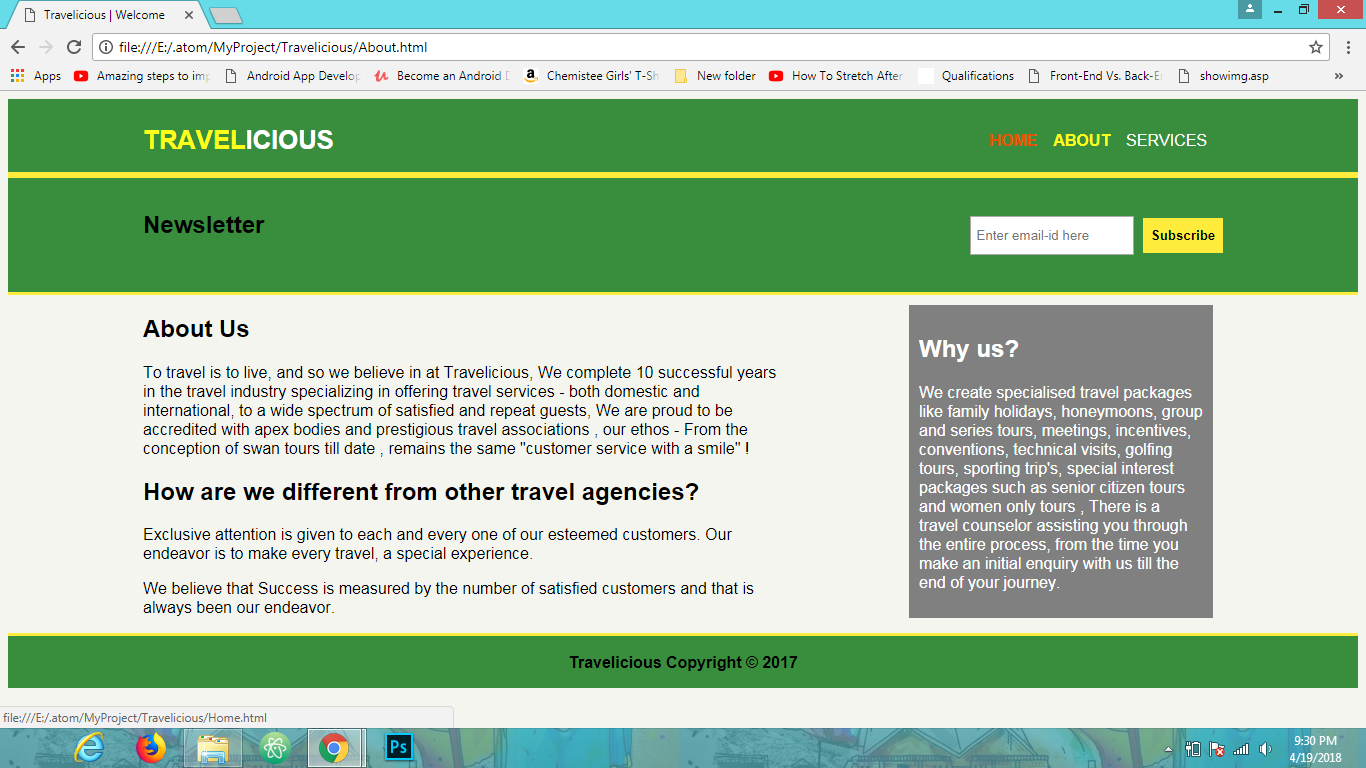 Travelicious | Welcome
file:///E:/.atom/MyProject/Travelicious/About.html
Apps Amazing steps to imp Android App Develop Become an Android D Chemistee Girls' T-Sh New folder How To Stretch After Qualifications Front-End Vs. Back-E showimg.asp »
TRAVELICIOUS HOME ABOUT SERVICES
Newsletter Enter email-id here Subscribe
About Us
To travel is to live, and so we believe in at Travelicious, We complete 10 successful years
in the travel industry specializing in offering travel services - both domestic and
international, to a wide spectrum of satisfied and repeat guests, We are proud to be
accredited with apex bodies and prestigious travel associations , our ethos - From the
conception of swan tours till date , remains the same "customer service with a smile" !
How are we different from other travel agencies?
Exclusive attention is given to each and every one of our esteemed customers. Our
endeavor is to make every travel, a special experience.
We believe that Success is measured by the number of satisfied customers and that is
always been our endeavor.
Why us?
We create specialised travel packages
like family holidays, honeymoons, group
and series tours, meetings, incentives,
conventions, technical visits, golfing
tours, sporting trip's, special interest
packages such as senior citizen tours
and women only tours , There is a
travel counselor assisting you through
the entire process, from the time you
make an initial enquiry with us till the
end of your journey.
Travelicious Copyright © 2017
file:///E:/.atom/MyProject/Travelicious/Home.html
Ps
9:30 PM
4/19/2018